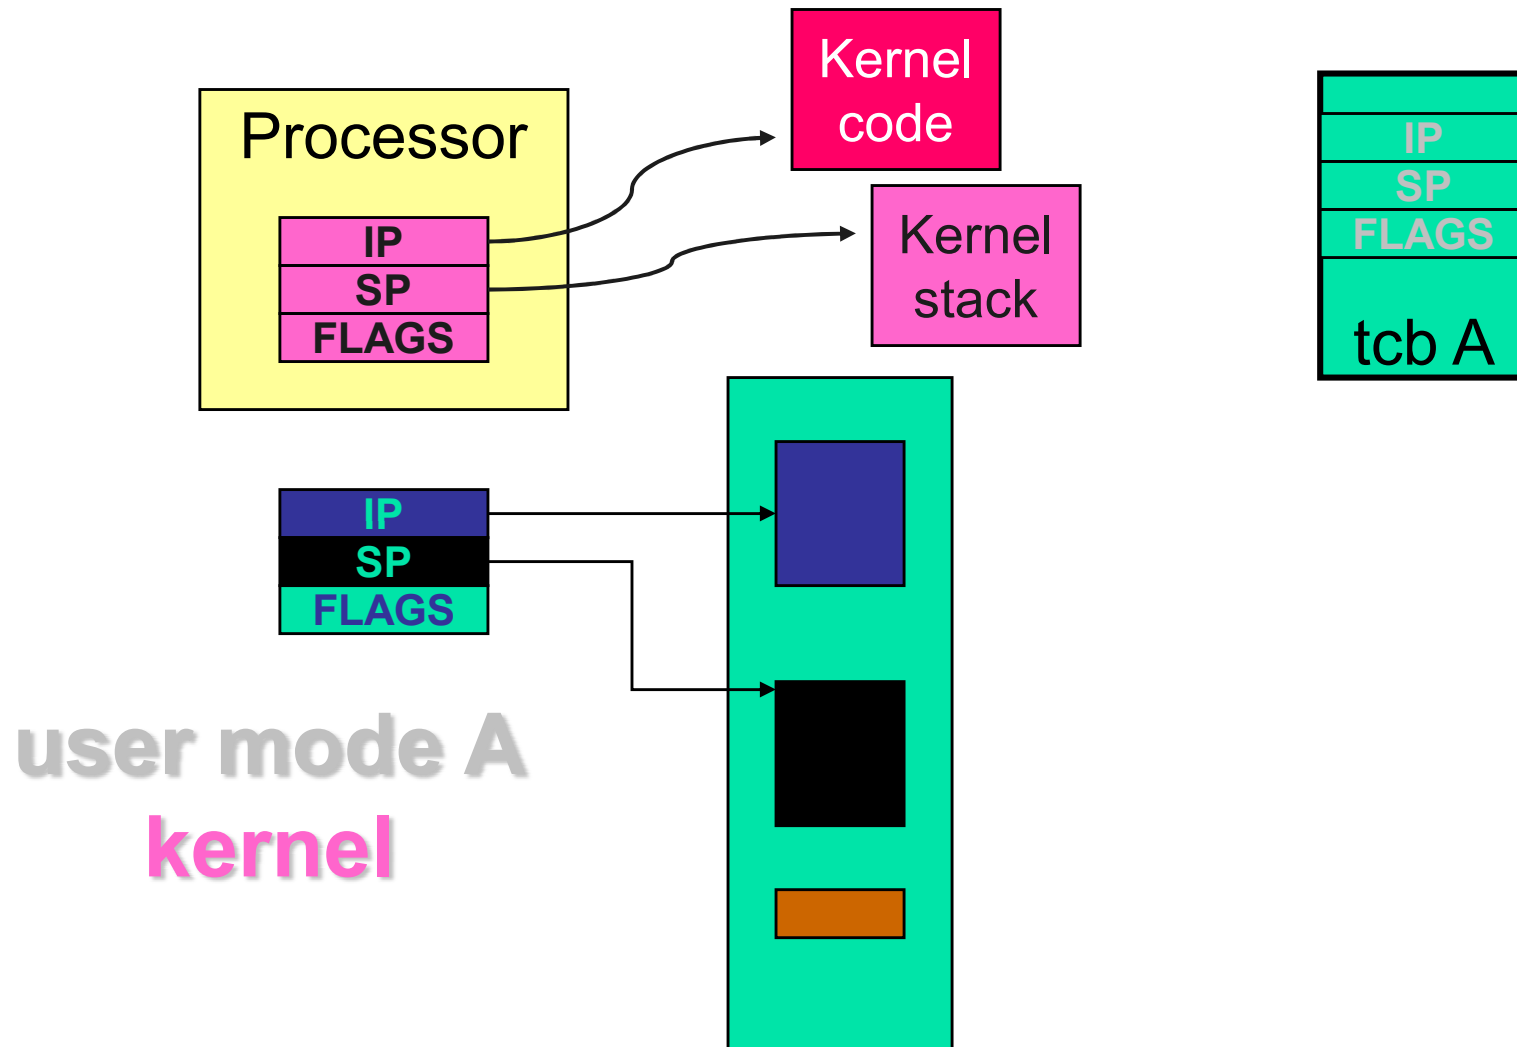 Kernel
code
Processor
IP
SP
FLAGS
Kernel
stack
IP
SP
FLAGS
tcb A
IP
SP
FLAGS
user mode A
kernel